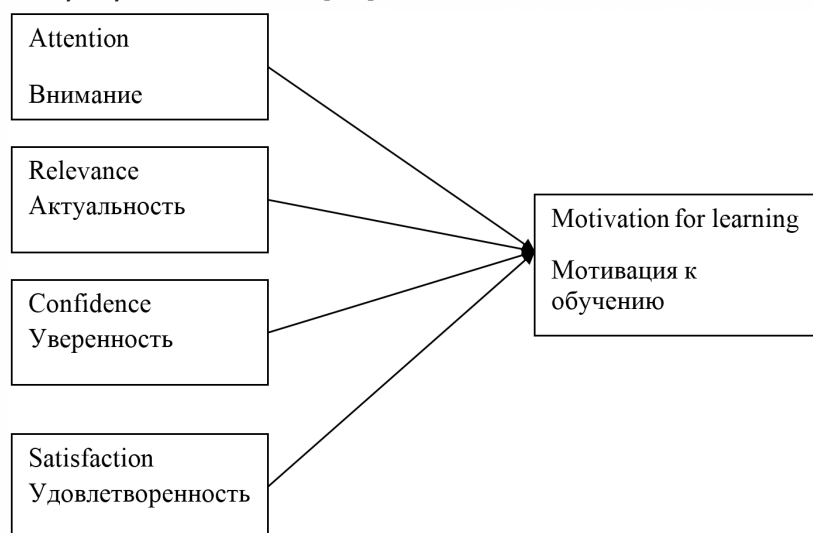 Attention
Внимание
Relevance
Актуальность
Confidence
Уверенность
Satisfaction
Удовлетворенность
Motivation for learning
Мотивация к
обучению